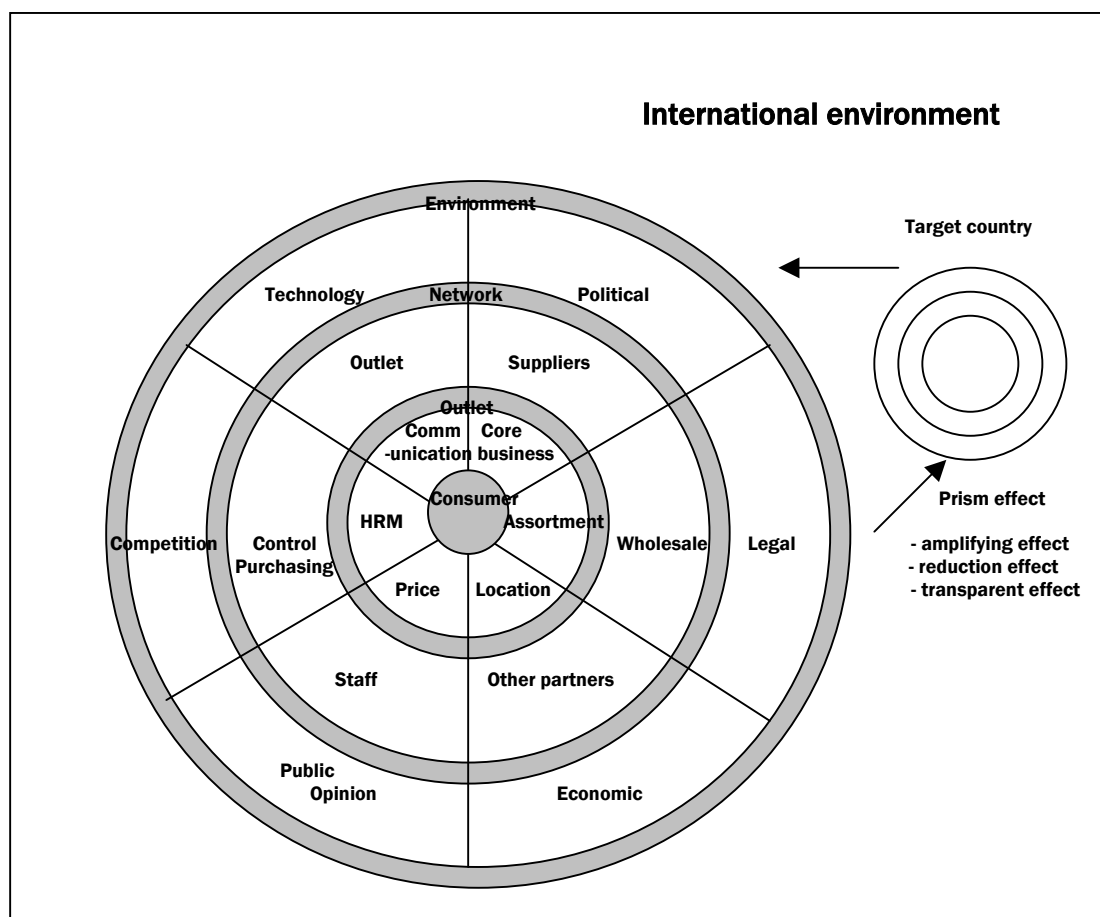 International environment
Environment
Target country
Technology
Network
Political
Outlet
Suppliers
Outlet
Comm
Core
-unication
business
Consumer
HRM
Assortment
Competition
Control
Purchasing
Wholesale
Legal
Prism effect
- amplifying effect
- reduction effect
- transparent effect
Price
Location
Staff
Other partners
Public
Opinion
Economic